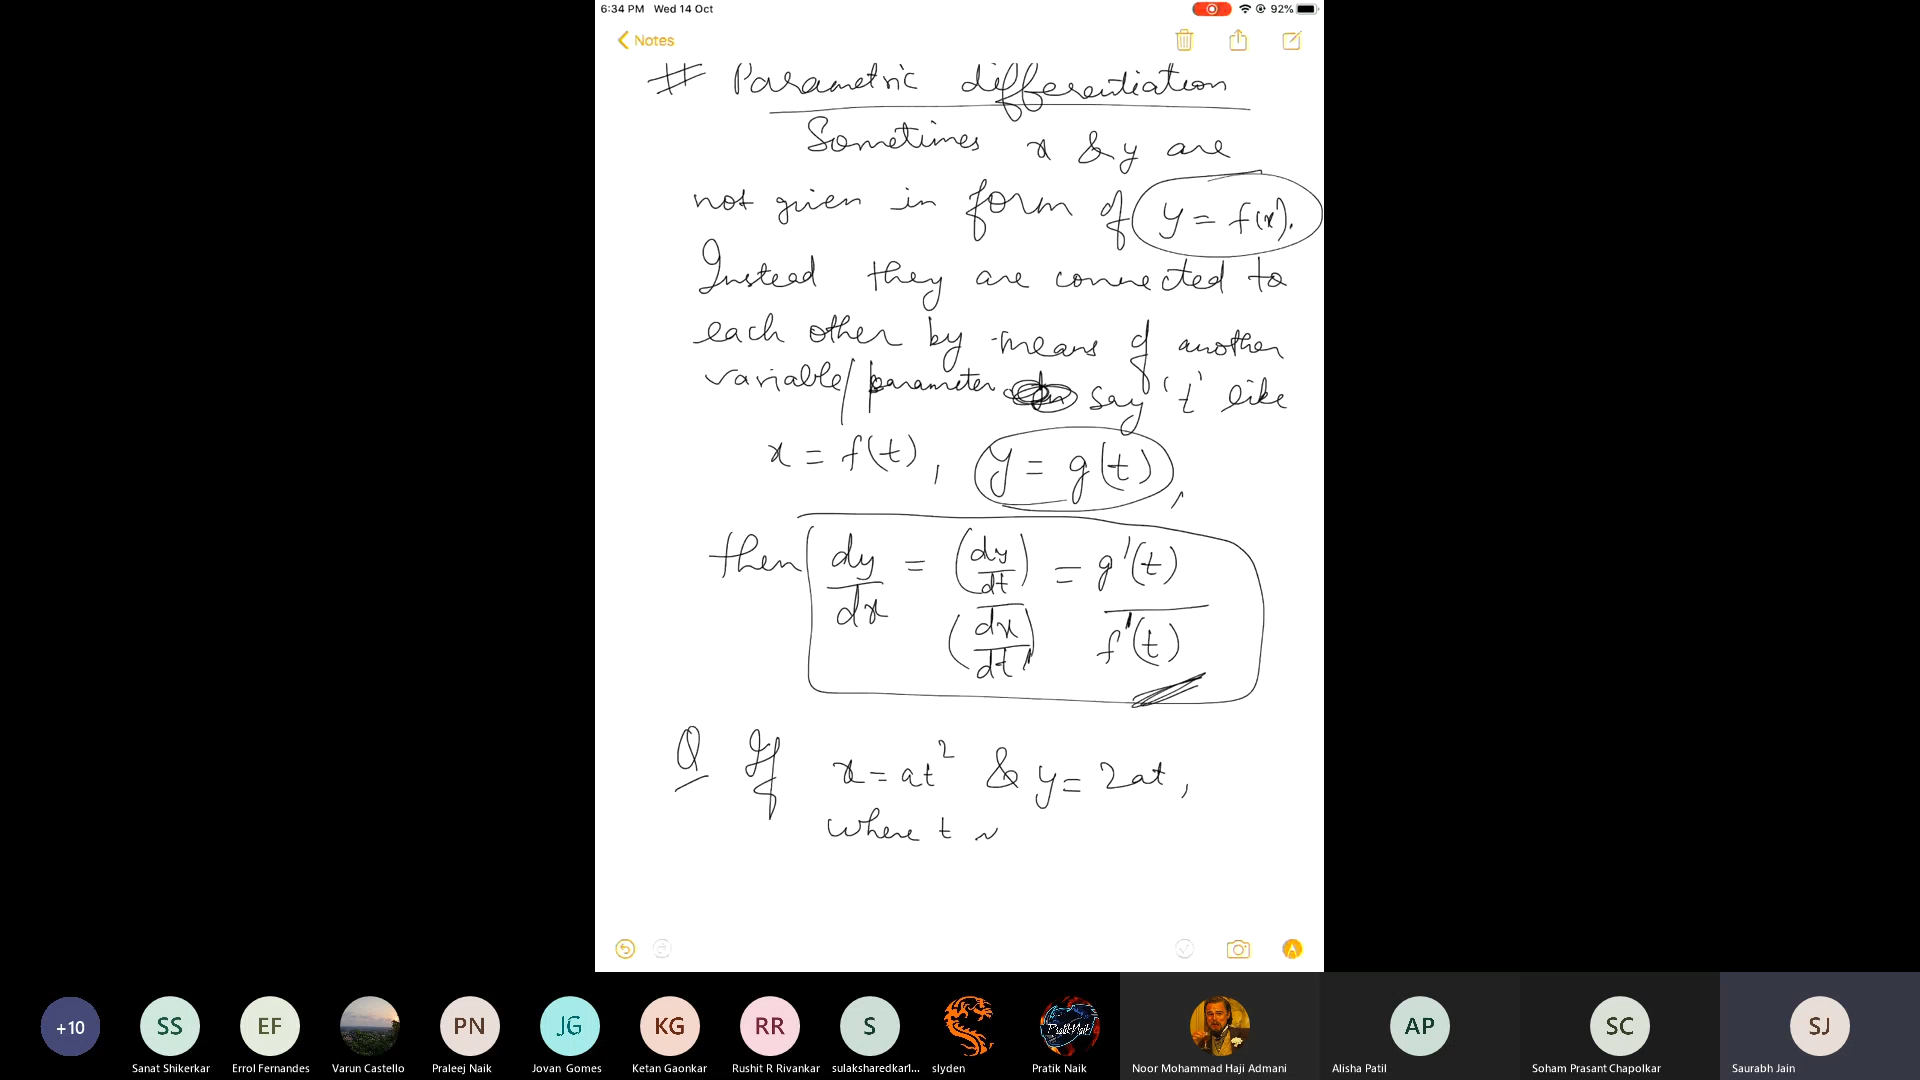 6:34 PM Wed 14 Oct 92%
Notes
# Parametric differentiation
Sometimes x & y are
not given in form of y = f(x).
Instead they are connected to
each other by means of another
variable/parameter say 't' like
x = f(t), y = g(t),
then dy/dx = (dy/dt)/(dx/dt) = g'(t)/f'(t)
Q If x = at² & y = 2at,
where t
+10 SS EF PN JG KG RR S AP SC SJ
Sanat Shikerkar Errol Fernandes Varun Castello Praleej Naik Jovan Gomes Ketan Gaonkar Rushit R Rivankar sulaksharedkarl... slyden Pratik Naik Noor Mohammad Haji Admani Alisha Patil Soham Prasant Chapolkar Saurabh Jain